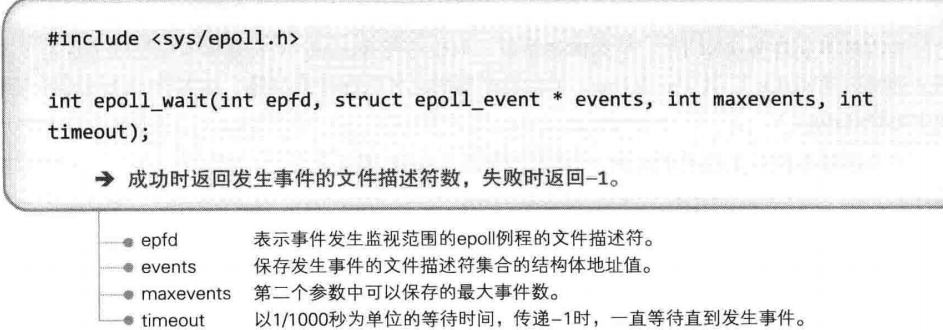 #include <sys/epoll.h>
int epoll_wait(int epfd, struct epoll_event * events, int maxevents, int
timeout);
→ 成功时返回发生事件的文件描述符数，失败时返回–1。
epfd 表示事件发生监视范围的epoll例程的文件描述符。
events 保存发生事件的文件描述符集合的结构体地址值。
maxevents 第二个参数中可以保存的最大事件数。
timeout 以1/1000秒为单位的等待时间，传递–1时，一直等待直到发生事件。